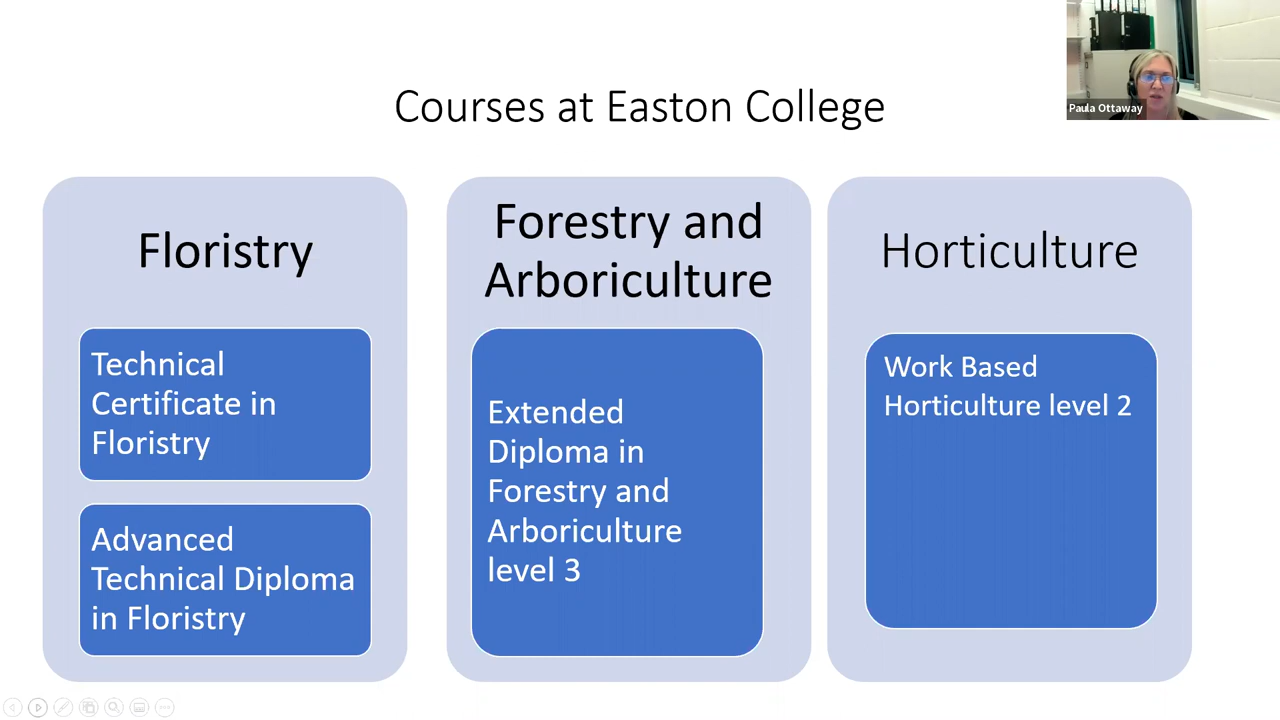 Courses at Easton College
Paula Ottaway
Floristry
Technical
Certificate in
Floristry
Advanced
Technical Diploma
in Floristry
Forestry and
Arboriculture
Extended
Diploma in
Forestry and
Arboriculture
level 3
Horticulture
Work Based
Horticulture level 2